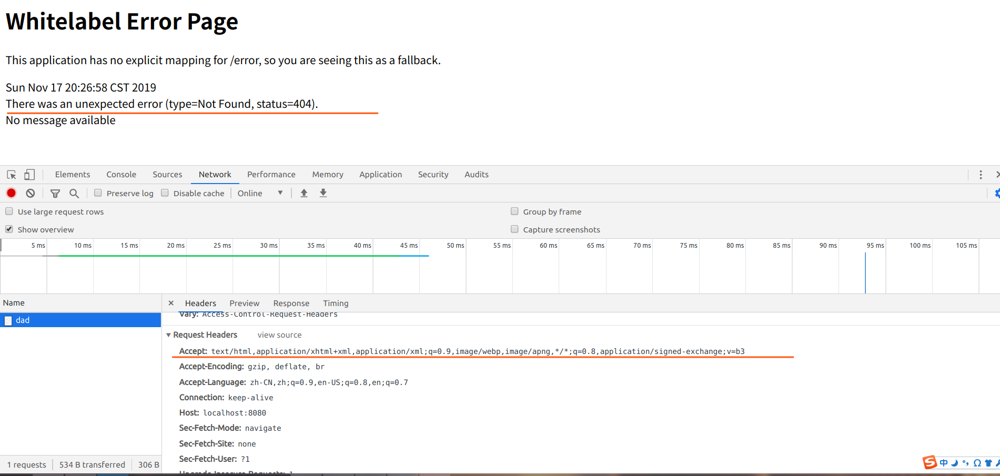 Whitelabel Error Page
This application has no explicit mapping for /error, so you are seeing this as a fallback.
Sun Nov 17 20:26:58 CST 2019
There was an unexpected error (type=Not Found, status=404).
No message available
Elements Console Sources Network Performance Memory Application Security Audits
Preserve log Disable cache Online
Use large request rows Group by frame
Show overview Capture screenshots
5 ms 10 ms 15 ms 20 ms 25 ms 30 ms 35 ms 40 ms 45 ms 50 ms 55 ms 60 ms 65 ms 70 ms 75 ms 80 ms 85 ms 90 ms 95 ms 100 ms 105 ms
Name × Headers Preview Response Timing
Vary: Access-Control-Request-Headers
dad
Request Headers view source
Accept: text/html,application/xhtml+xml,application/xml;q=0.9,image/webp,image/apng,*/*;q=0.8,application/signed-exchange;v=b3
Accept-Encoding: gzip, deflate, br
Accept-Language: zh-CN,zh;q=0.9,en-US;q=0.8,en;q=0.7
Connection: keep-alive
Host: localhost:8080
Sec-Fetch-Mode: navigate
Sec-Fetch-Site: none
Sec-Fetch-User: ?1
Upgrade-Insecure-Requests: 1
1 requests 534 B transferred 306 B
S 中